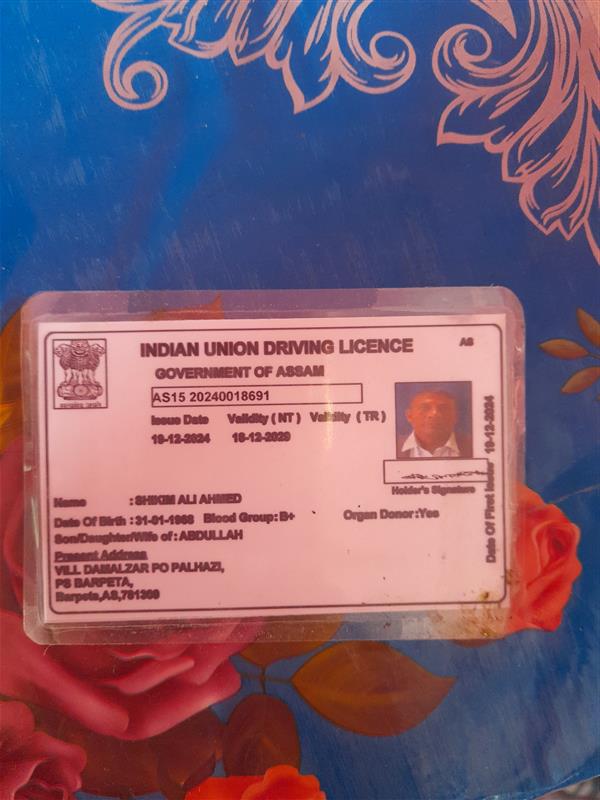 INDIAN UNION DRIVING LICENCE
AS
GOVERNMENT OF ASSAM
AS15 20240018691
Issue Date Validity ( NT ) Validity ( TR )
19-12-2024 18-12-2029
Holder's Signature
Date Of First Issue 19-12-2024
Name : SHIKIM ALI AHMED
Date Of Birth : 31-01-1968 Blood Group: B+ Organ Donor :Yes
Son/Daughter/Wife of : ABDULLAH
Present Address
VILL DAMALZAR PO PALHAZI,
PS BARPETA,
Barpeta,AS,781309